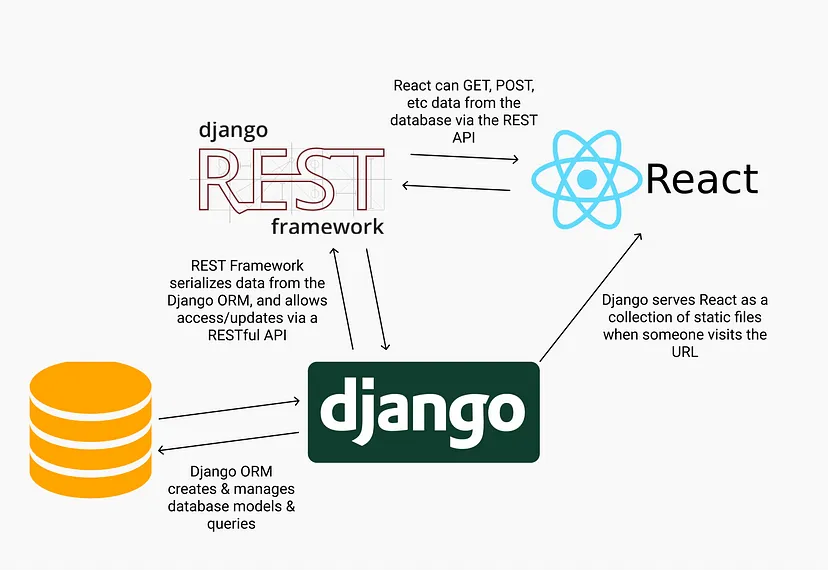 React can GET, POST,
etc data from the
database via the REST
API
django
REST
framework
React
REST Framework
serializes data from the
Django ORM, and allows
access/updates via a
RESTful API
Django serves React as a
collection of static files
when someone visits the
URL
django
Django ORM
creates & manages
database models &
queries